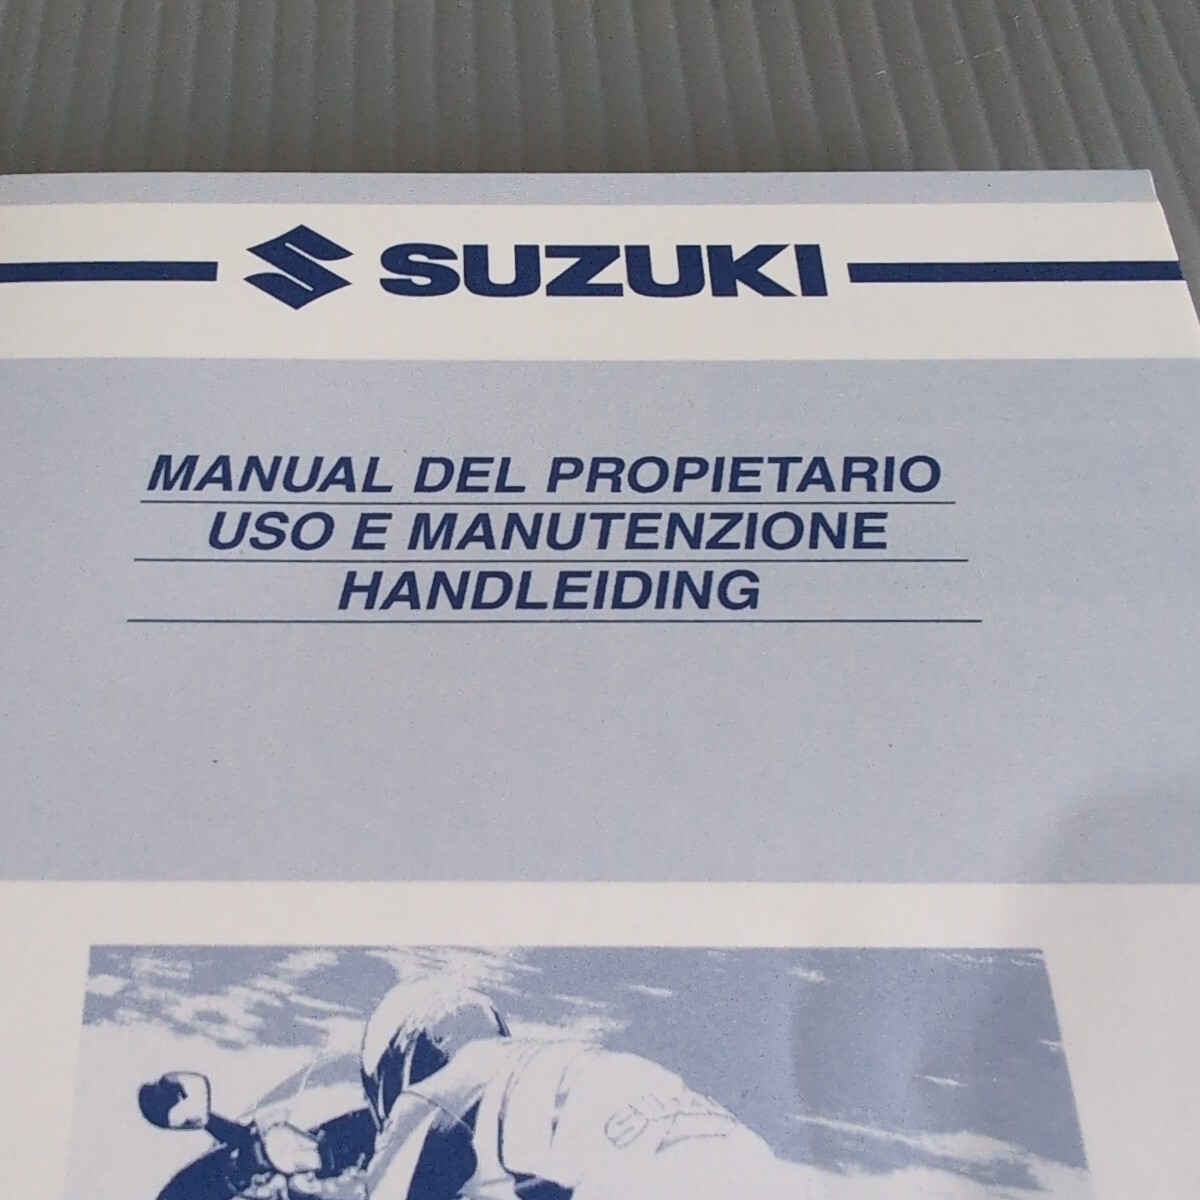 SUZUKI
MANUAL DEL PROPIETARIO
USO E MANUTENZIONE
HANDLEIDING